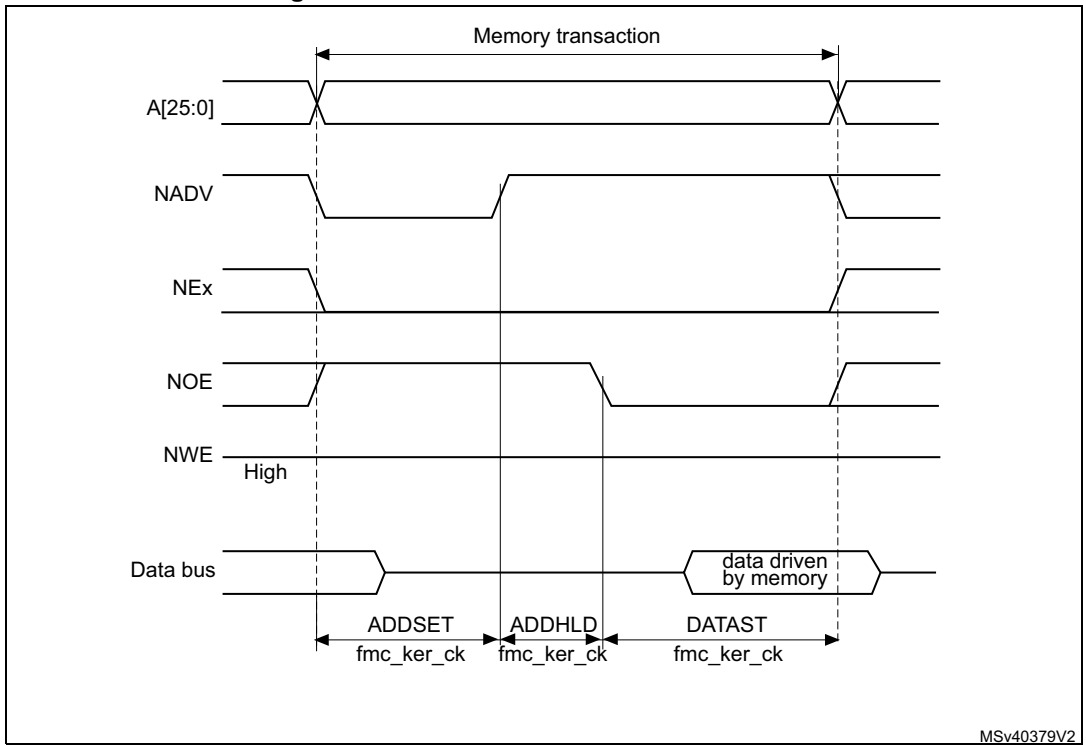 Memory transaction
A[25:0]
NADV
NEx
NOE
NWE
High
Data bus
data driven
by memory
ADDSET ADDHLD DATAST
fmc_ker_ck fmc_ker_ck fmc_ker_ck
MSv40379V2